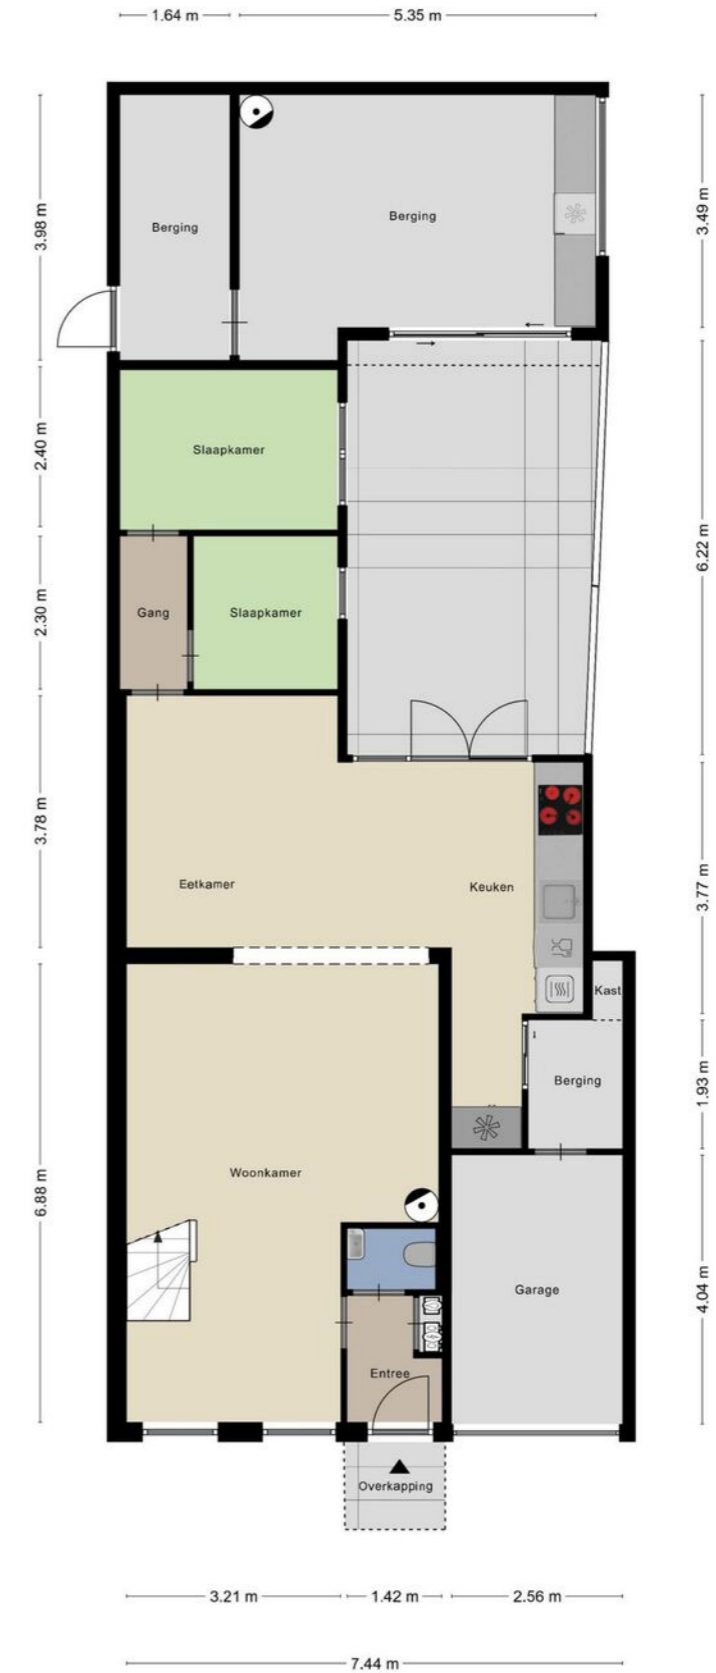 1.64 m
5.35 m
3.98 m
3.49 m
Berging
Berging
2.40 m
Slaapkamer
6.22 m
2.30 m
Gang
Slaapkamer
3.78 m
3.77 m
Eetkamer
Keuken
Kast
Berging
1.93 m
6.88 m
Woonkamer
Garage
4.04 m
Entree
Overkapping
3.21 m
1.42 m
2.56 m
7.44 m